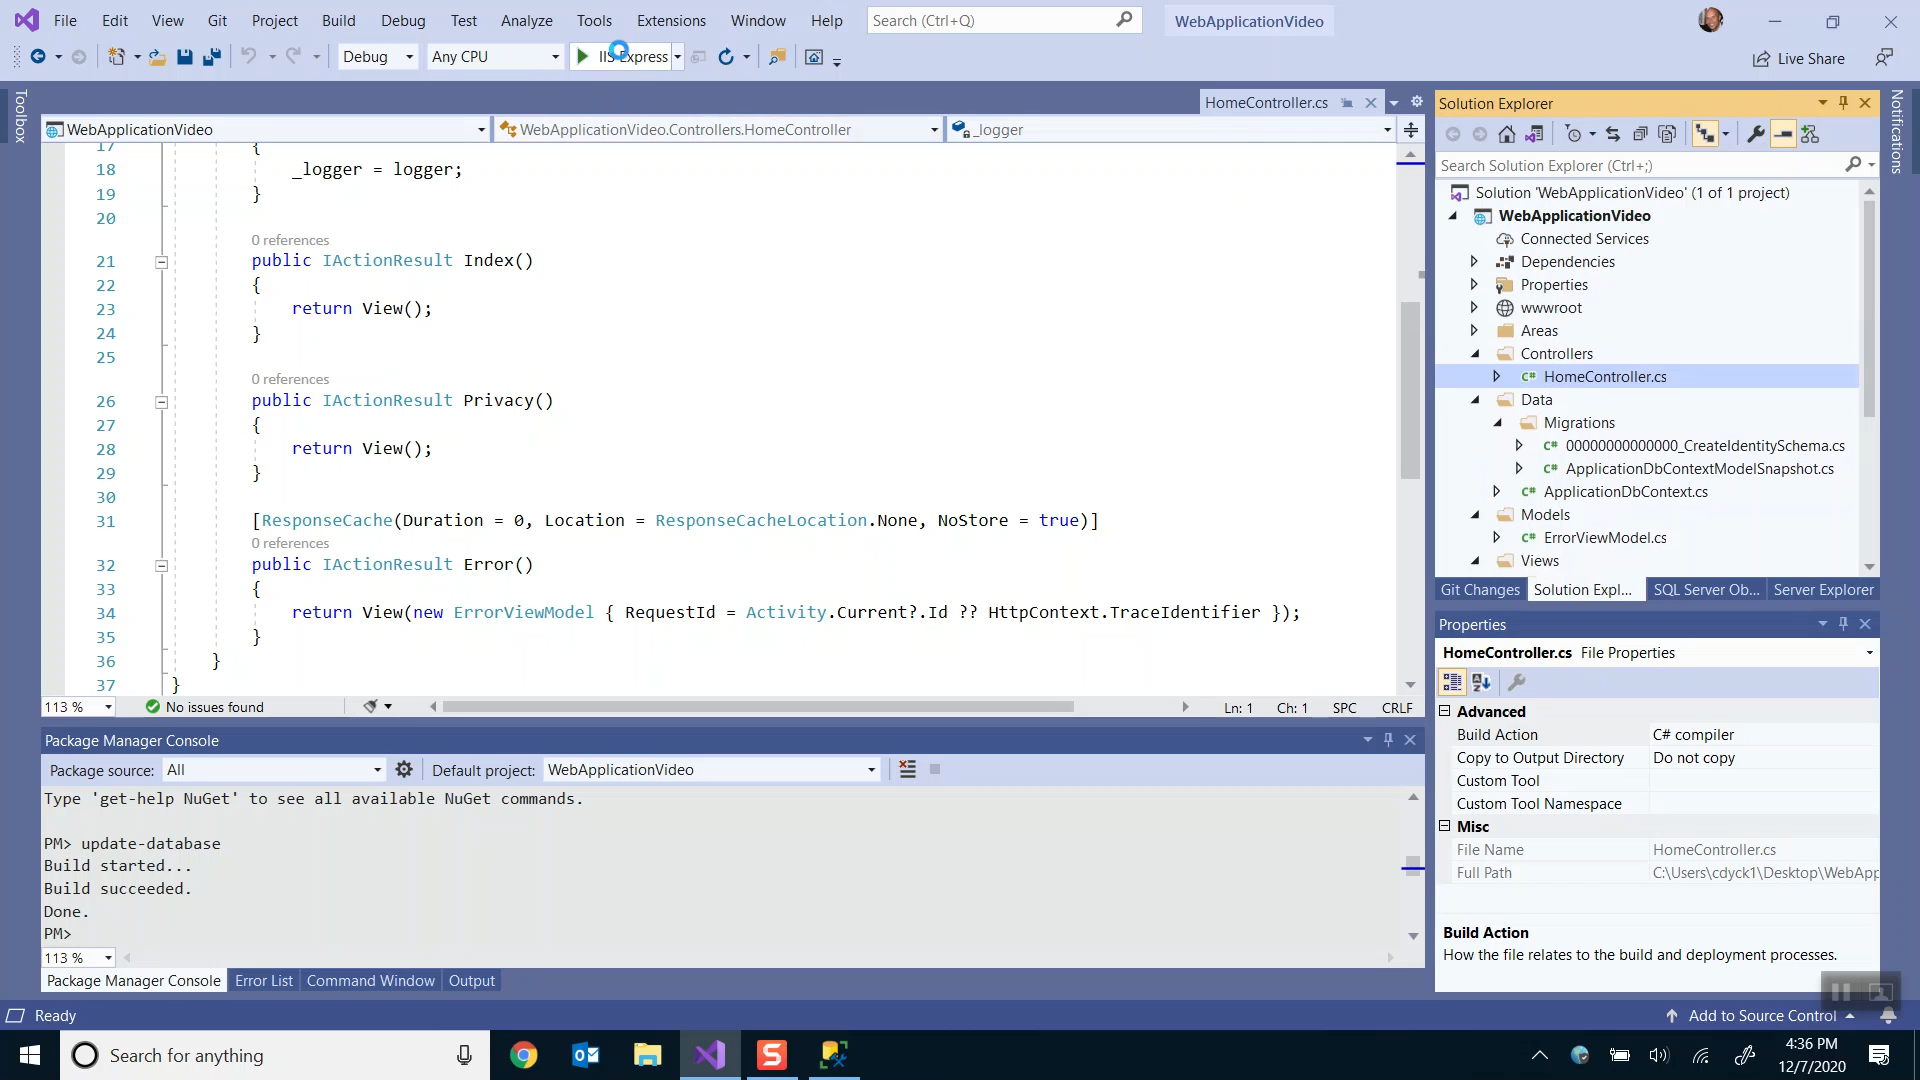 File Edit View Git Project Build Debug Test Analyze Tools Extensions Window Help Search (Ctrl+Q) WebApplicationVideo
Debug Any CPU IIS Express Live Share
Toolbox
HomeController.cs
WebApplicationVideo WebApplicationVideo.Controllers.HomeController _logger
17 {
18 _logger = logger;
19 }
20
0 references
21 public IActionResult Index()
22 {
23 return View();
24 }
25
0 references
26 public IActionResult Privacy()
27 {
28 return View();
29 }
30
31 [ResponseCache(Duration = 0, Location = ResponseCacheLocation.None, NoStore = true)]
0 references
32 public IActionResult Error()
33 {
34 return View(new ErrorViewModel { RequestId = Activity.Current?.Id ?? HttpContext.TraceIdentifier });
35 }
36 }
37 }
113 % No issues found Ln: 1 Ch: 1 SPC CRLF
Package Manager Console
Package source: All Default project: WebApplicationVideo
Type 'get-help NuGet' to see all available NuGet commands.
PM> update-database
Build started...
Build succeeded.
Done.
PM>
113 %
Package Manager Console Error List Command Window Output
Solution Explorer
Search Solution Explorer (Ctrl+;)
Solution 'WebApplicationVideo' (1 of 1 project)
WebApplicationVideo
Connected Services
Dependencies
Properties
wwwroot
Areas
Controllers
C# HomeController.cs
Data
Migrations
C# 00000000000000_CreateIdentitySchema.cs
C# ApplicationDbContextModelSnapshot.cs
C# ApplicationDbContext.cs
Models
C# ErrorViewModel.cs
Views
Git Changes Solution Expl... SQL Server Ob... Server Explorer
Properties
HomeController.cs File Properties
Advanced
Build Action C# compiler
Copy to Output Directory Do not copy
Custom Tool
Custom Tool Namespace
Misc
File Name HomeController.cs
Full Path C:\Users\cdyck1\Desktop\WebApp
Build Action
How the file relates to the build and deployment processes.
Notifications
Ready Add to Source Control
Search for anything
4:36 PM
12/7/2020